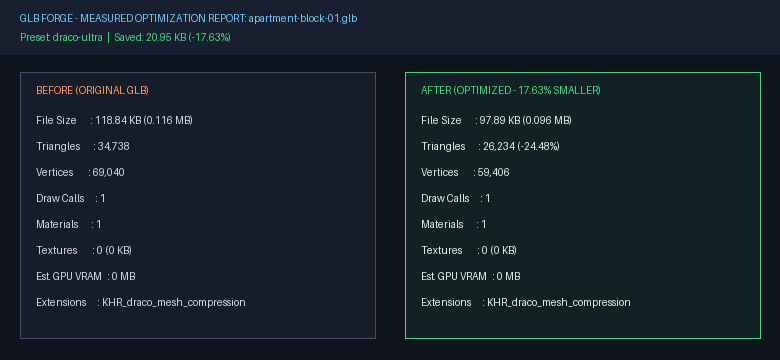 GLB FORGE - MEASURED OPTIMIZATION REPORT: apartment-block-01.glb
Preset: draco-ultra | Saved: 20.95 KB (-17.63%)
BEFORE (ORIGINAL GLB)
File Size : 118.84 KB (0.116 MB)
Triangles : 34,738
Vertices : 69,040
Draw Calls : 1
Materials : 1
Textures : 0 (0 KB)
Est. GPU VRAM : 0 MB
Extensions : KHR_draco_mesh_compression
AFTER (OPTIMIZED - 17.63% SMALLER)
File Size : 97.89 KB (0.096 MB)
Triangles : 26,234 (-24.48%)
Vertices : 59,406
Draw Calls : 1
Materials : 1
Textures : 0 (0 KB)
Est. GPU VRAM : 0 MB
Extensions : KHR_draco_mesh_compression